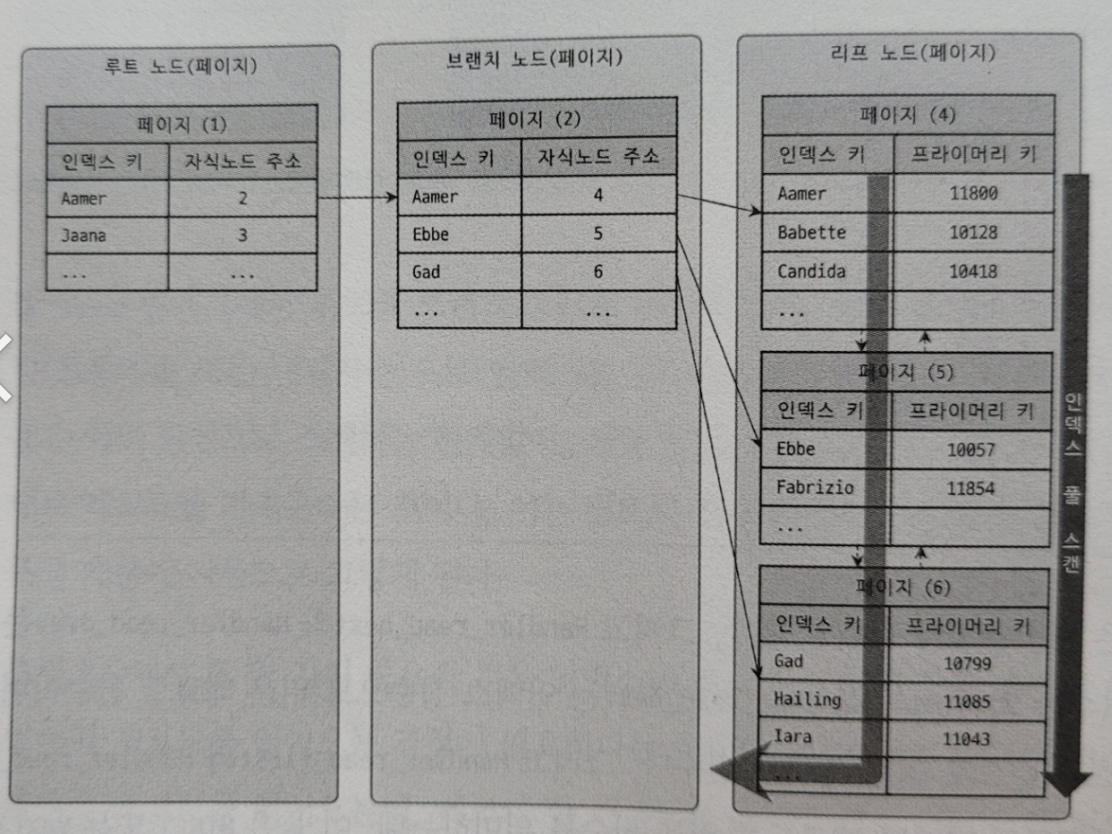 루트 노드(페이지)
페이지 (1)
인덱스 키 자식노드 주소
Aamer 2
Jaana 3
... ...
브랜치 노드(페이지)
페이지 (2)
인덱스 키 자식노드 주소
Aamer 4
Ebbe 5
Gad 6
... ...
리프 노드(페이지)
페이지 (4)
인덱스 키 프라이머리 키
Aamer 11800
Babette 10128
Candida 10418
...
페이지 (5)
인덱스 키 프라이머리 키
Ebbe 10057
Fabrizio 11854
...
페이지 (6)
인덱스 키 프라이머리 키
Gad 10799
Hailing 11085
Iara 11043
...
인덱스 풀 스캔